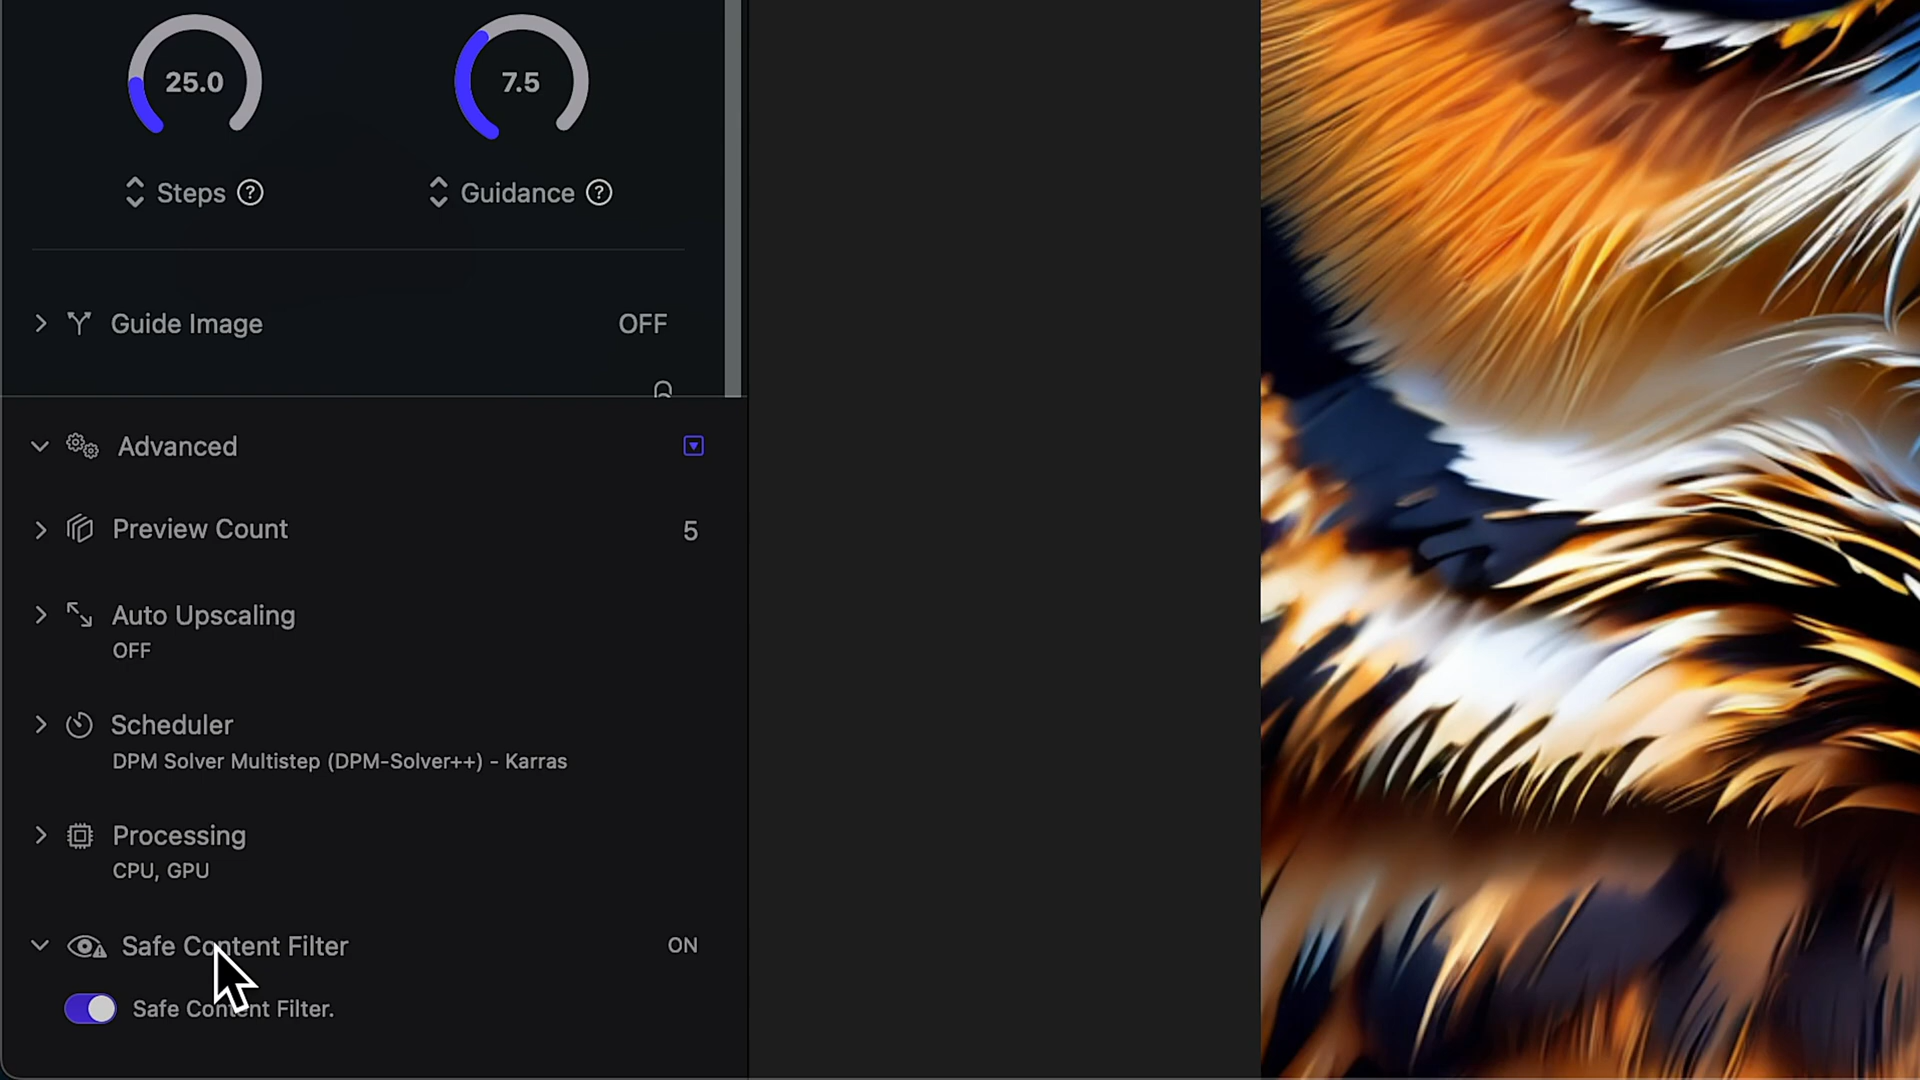 25.0 7.5
Steps ? Guidance ?
Guide Image OFF
Advanced
Preview Count 5
Auto Upscaling
OFF
Scheduler
DPM Solver Multistep (DPM-Solver++) - Karras
Processing
CPU, GPU
Safe Content Filter ON
Safe Content Filter.